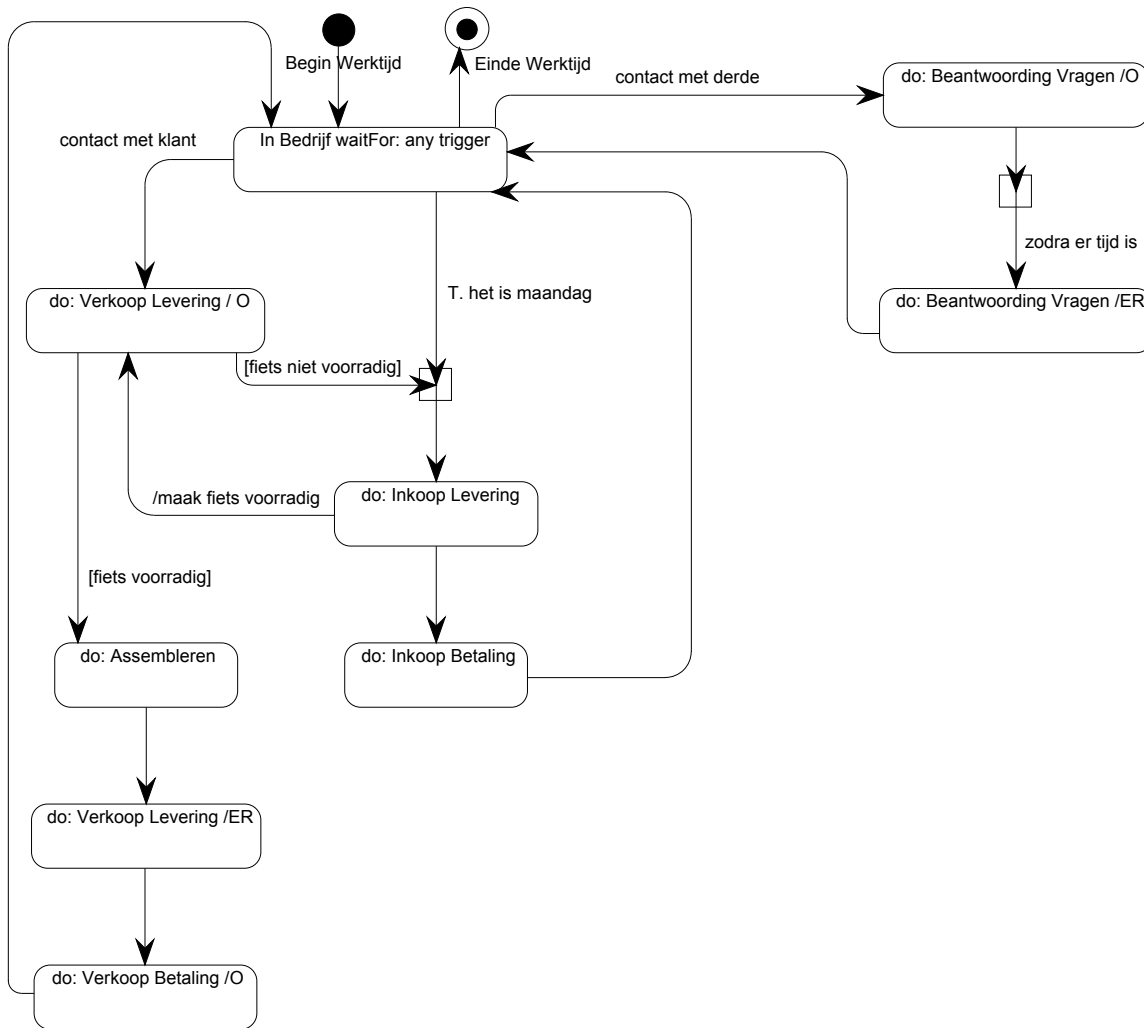 Begin Werktijd
Einde Werktijd
contact met derde
do: Beantwoording Vragen /O
contact met klant
In Bedrijf waitFor: any trigger
zodra er tijd is
do: Verkoop Levering / O
T. het is maandag
do: Beantwoording Vragen /ER
[fiets niet voorradig]
/maak fiets voorradig
do: Inkoop Levering
[fiets voorradig]
do: Assembleren
do: Inkoop Betaling
do: Verkoop Levering /ER
do: Verkoop Betaling /O